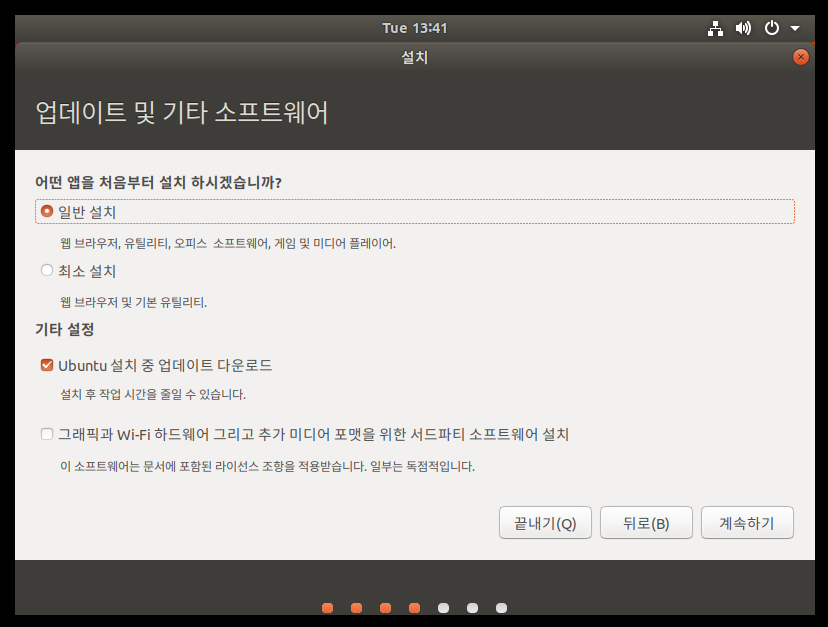 Tue 13:41
설치
업데이트 및 기타 소프트웨어
어떤 앱을 처음부터 설치 하시겠습니까?
일반 설치
웹 브라우저, 유틸리티, 오피스 소프트웨어, 게임 및 미디어 플레이어.
최소 설치
웹 브라우저 및 기본 유틸리티.
기타 설정
Ubuntu 설치 중 업데이트 다운로드
설치 후 작업 시간을 줄일 수 있습니다.
그래픽과 Wi-Fi 하드웨어 그리고 추가 미디어 포맷을 위한 서드파티 소프트웨어 설치
이 소프트웨어는 문서에 포함된 라이선스 조항을 적용받습니다. 일부는 독점적입니다.
끝내기(Q) 뒤로(B) 계속하기